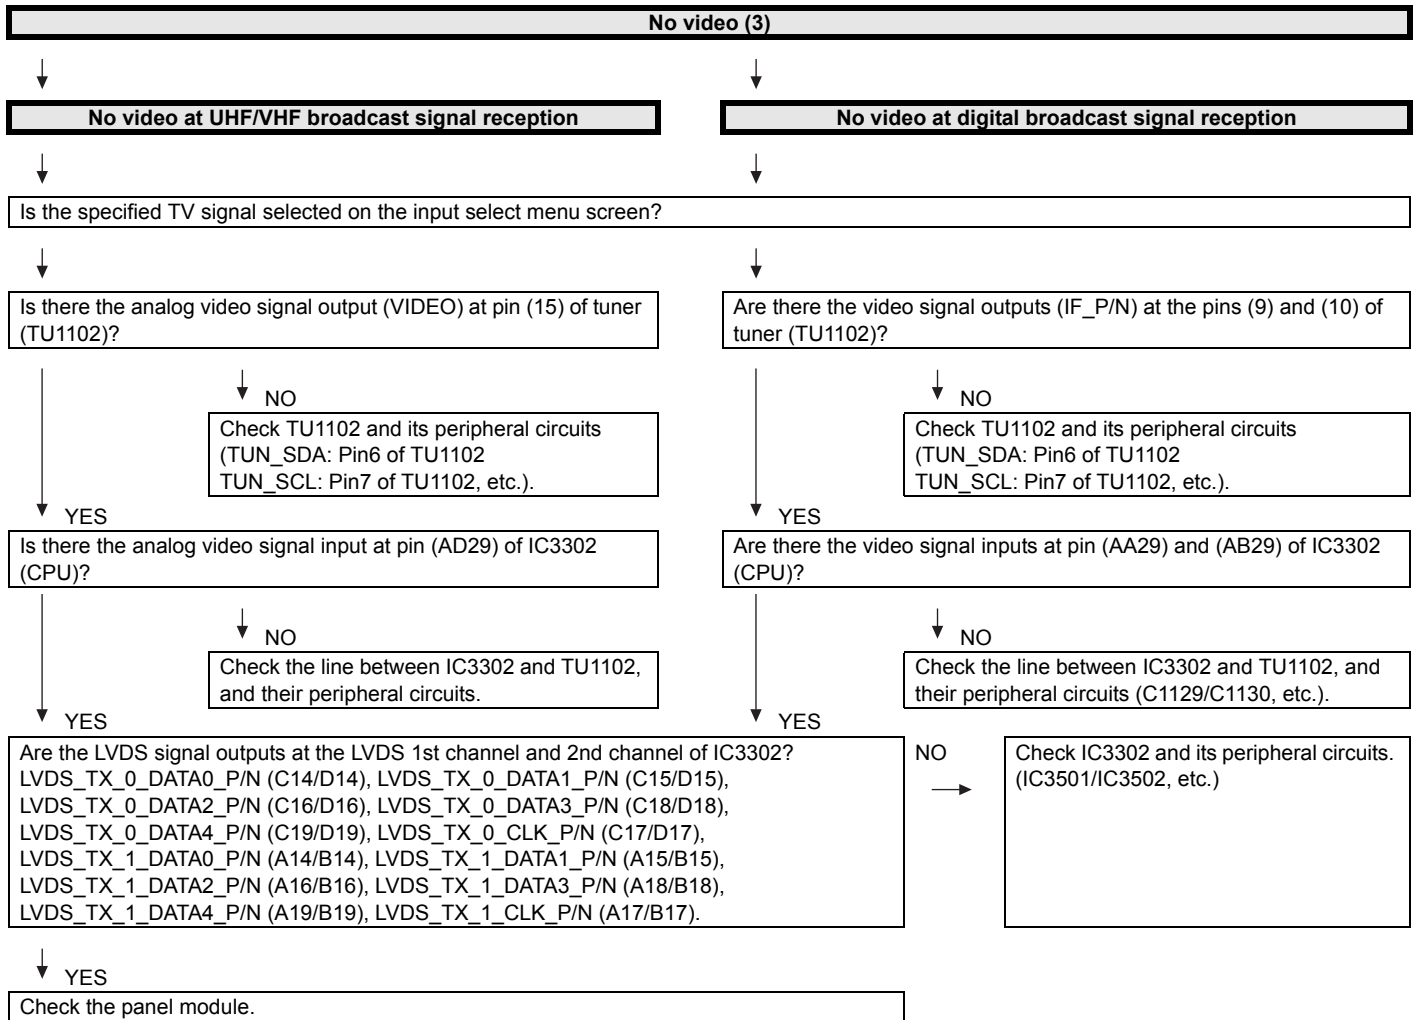 No video (3)
No video at UHF/VHF broadcast signal reception
No video at digital broadcast signal reception
Is the specified TV signal selected on the input select menu screen?
Is there the analog video signal output (VIDEO) at pin (15) of tuner
(TU1102)?
Are there the video signal outputs (IF_P/N) at the pins (9) and (10) of
tuner (TU1102)?
NO
Check TU1102 and its peripheral circuits
(TUN_SDA: Pin6 of TU1102
TUN_SCL: Pin7 of TU1102, etc.).
NO
Check TU1102 and its peripheral circuits
(TUN_SDA: Pin6 of TU1102
TUN_SCL: Pin7 of TU1102, etc.).
YES
Is there the analog video signal input at pin (AD29) of IC3302
(CPU)?
YES
Are there the video signal inputs at pin (AA29) and (AB29) of IC3302
(CPU)?
NO
Check the line between IC3302 and TU1102,
and their peripheral circuits.
NO
Check the line between IC3302 and TU1102, and
their peripheral circuits (C1129/C1130, etc.).
YES
YES
Are the LVDS signal outputs at the LVDS 1st channel and 2nd channel of IC3302?
LVDS_TX_0_DATA0_P/N (C14/D14), LVDS_TX_0_DATA1_P/N (C15/D15),
LVDS_TX_0_DATA2_P/N (C16/D16), LVDS_TX_0_DATA3_P/N (C18/D18),
LVDS_TX_0_DATA4_P/N (C19/D19), LVDS_TX_0_CLK_P/N (C17/D17),
LVDS_TX_1_DATA0_P/N (A14/B14), LVDS_TX_1_DATA1_P/N (A15/B15),
LVDS_TX_1_DATA2_P/N (A16/B16), LVDS_TX_1_DATA3_P/N (A18/B18),
LVDS_TX_1_DATA4_P/N (A19/B19), LVDS_TX_1_CLK_P/N (A17/B17).
NO
Check IC3302 and its peripheral circuits.
(IC3501/IC3502, etc.)
YES
Check the panel module.